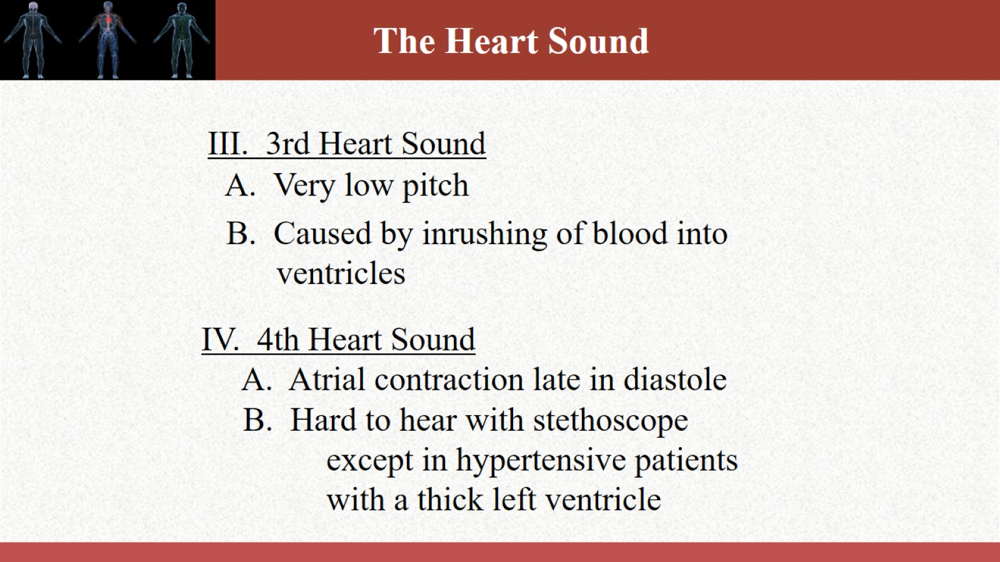 The Heart Sound
III. 3rd Heart Sound
A. Very low pitch
B. Caused by inrushing of blood into
ventricles
IV. 4th Heart Sound
A. Atrial contraction late in diastole
B. Hard to hear with stethoscope
except in hypertensive patients
with a thick left ventricle